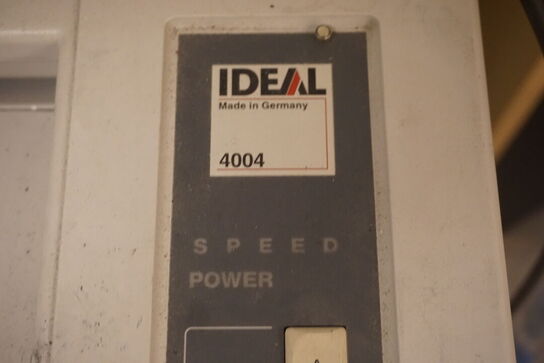 IDEAL
Made in Germany
4004
SPEED
POWER